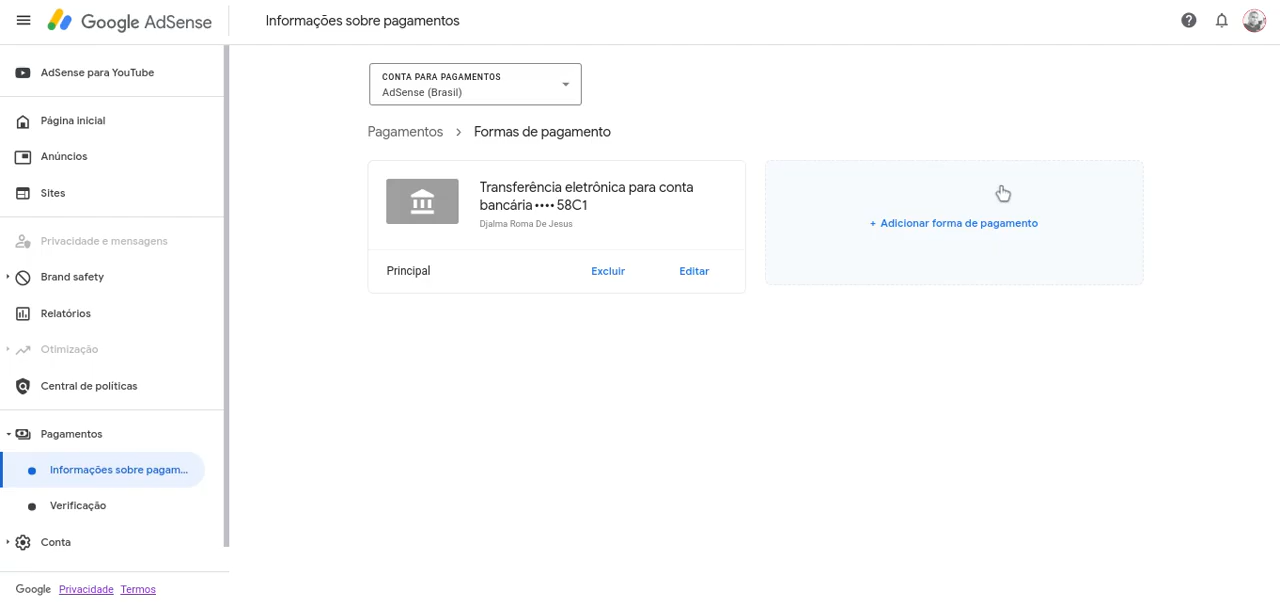 Google AdSense
Informações sobre pagamentos
AdSense para YouTube
Página inicial
Anúncios
Sites
Privacidade e mensagens
Brand safety
Relatórios
Otimização
Central de políticas
Pagamentos
Informações sobre pagam...
Verificação
Conta
Google Privacidade Termos
CONTA PARA PAGAMENTOS
AdSense (Brasil)
Pagamentos > Formas de pagamento
Transferência eletrônica para conta
bancária •••• 58C1
Djalma Roma De Jesus
Principal Excluir Editar
+ Adicionar forma de pagamento